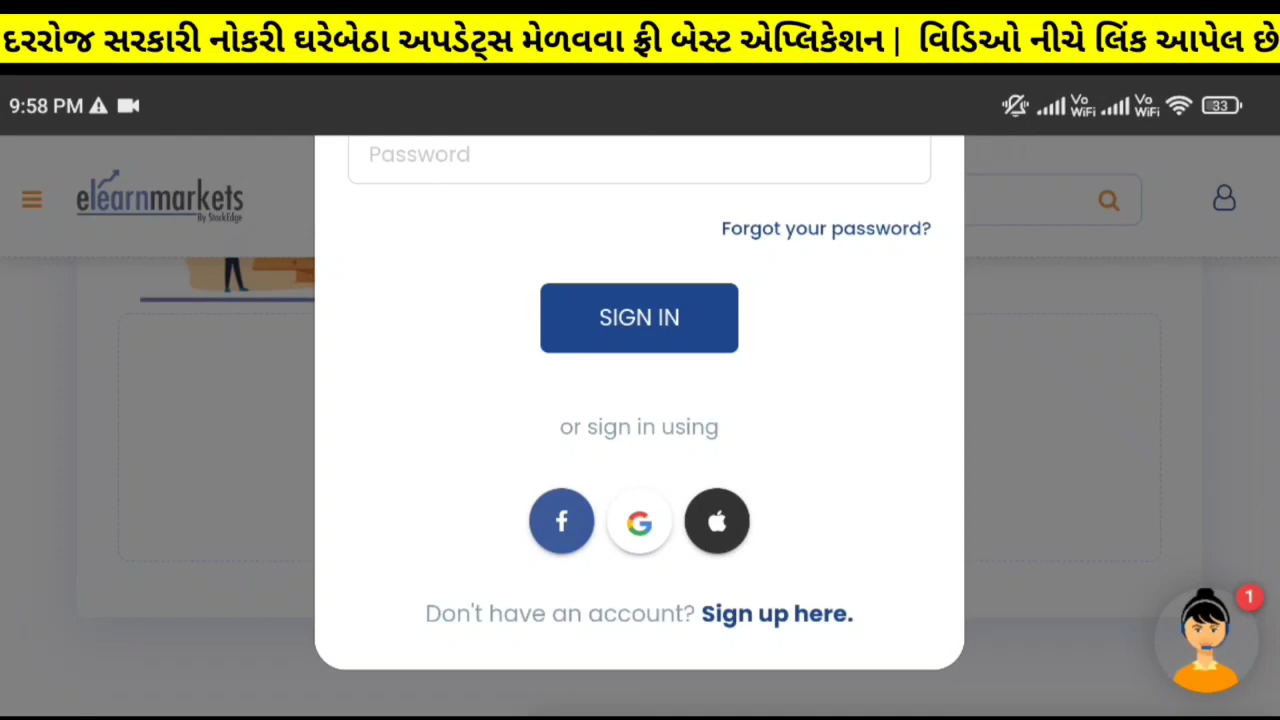 દરરોજ સરકારી નોકરી ઘરેબેઠા અપડેટ્સ મેળવવા ફ્રી બેસ્ટ એપ્લિકેશન | વિડિઓ નીચે લિંક આપેલ છે
9:58 PM Vo WiFi Vo WiFi 33
Password
elearnmarkets
By StockEdge
Forgot your password?
SIGN IN
or sign in using
f G
Don't have an account? Sign up here.
1